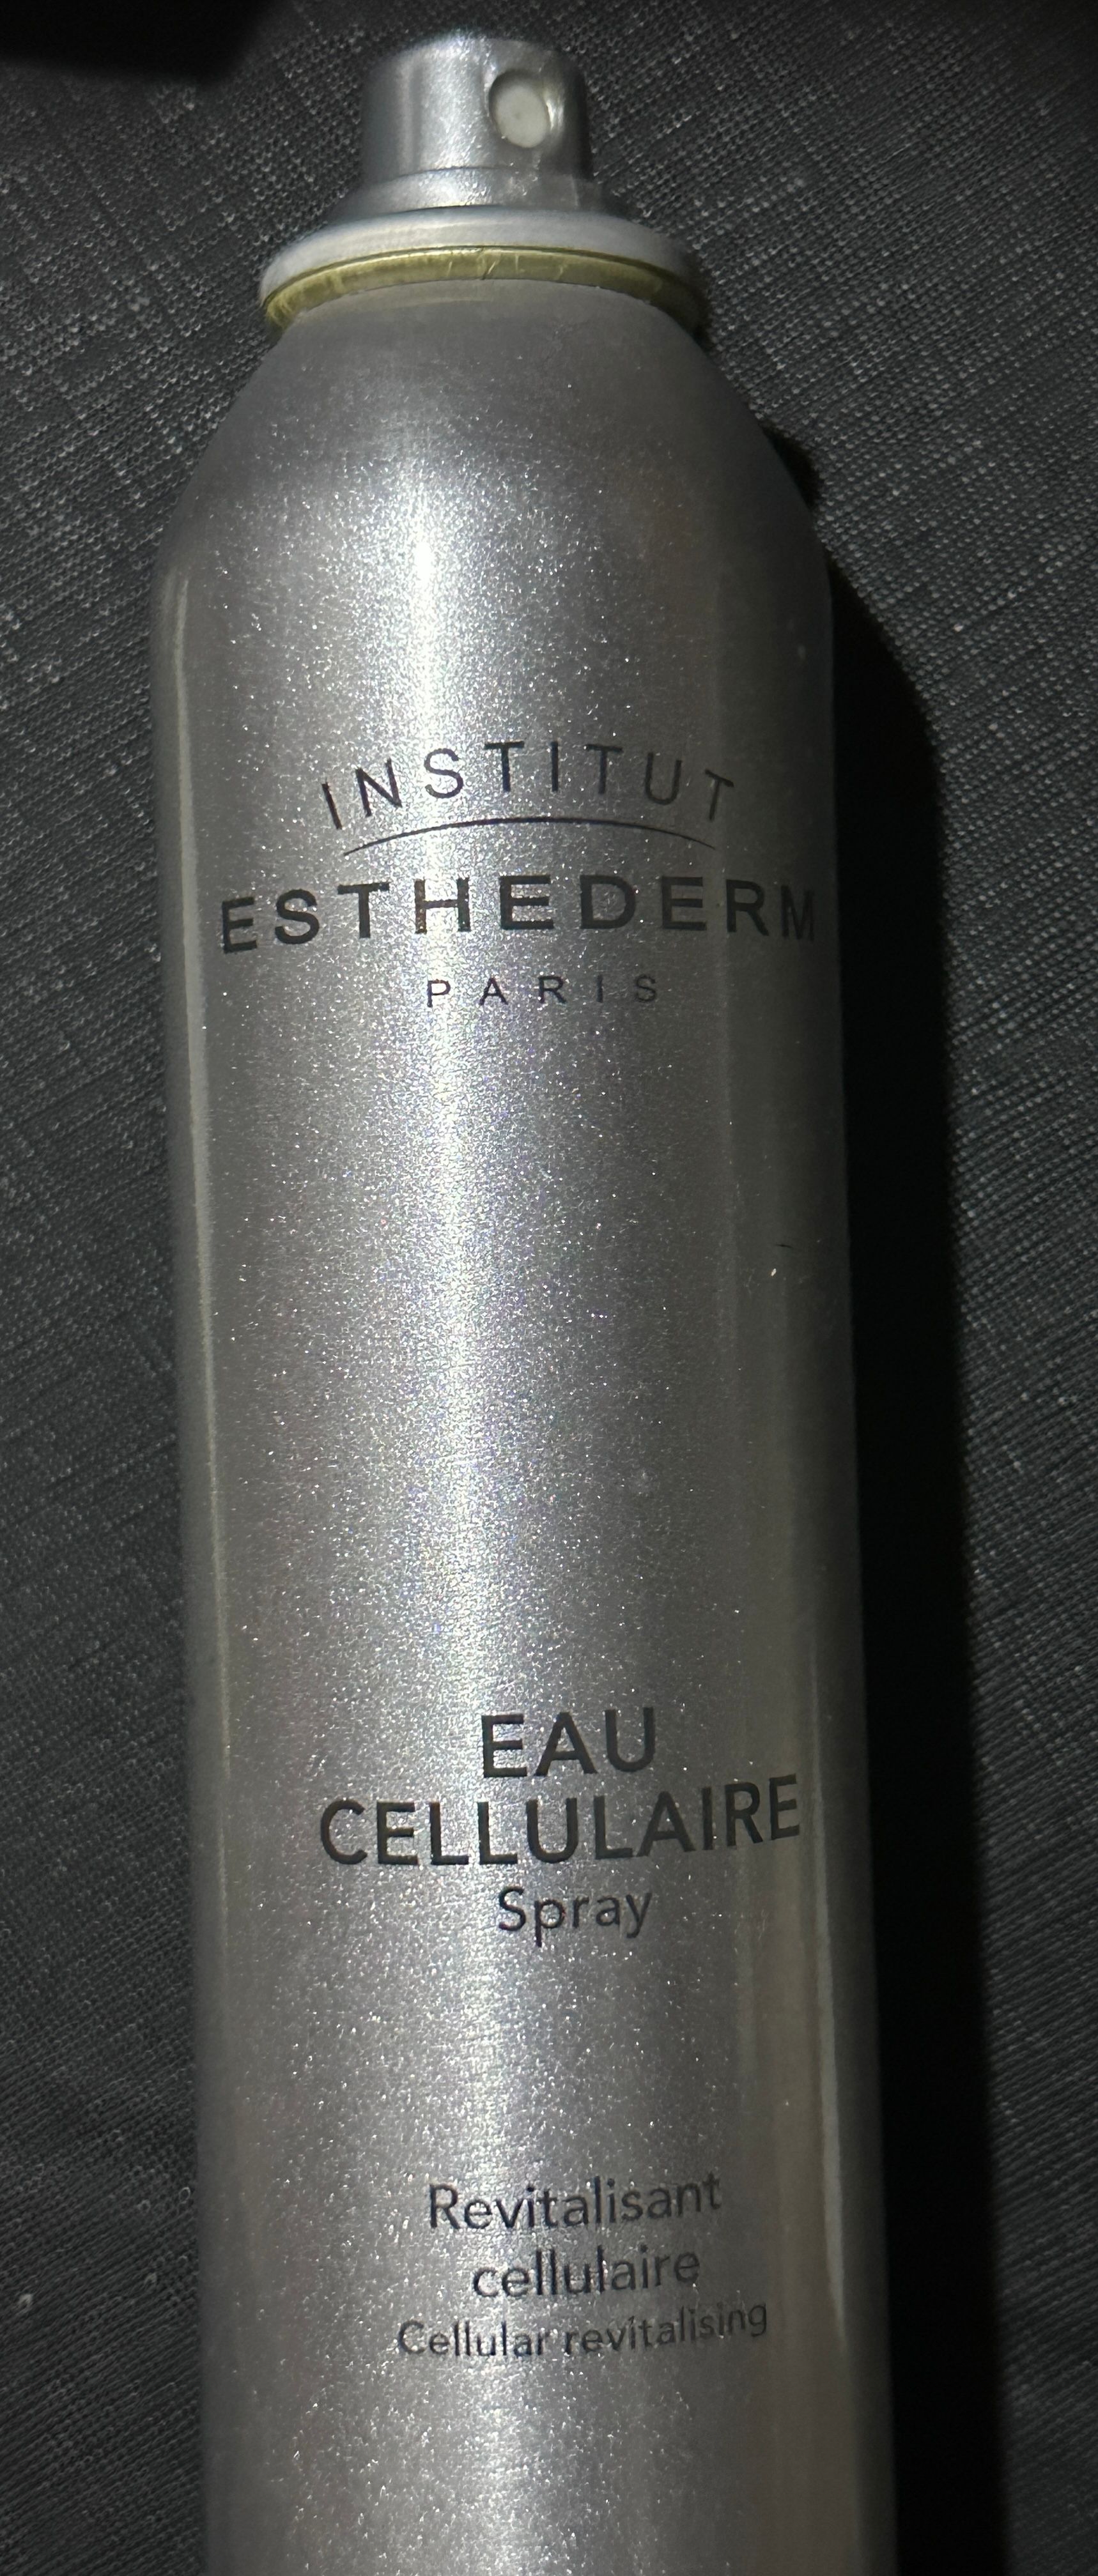 INSTITUT
ESTHEDERM
PARIS
EAU
CELLULAIRE
Spray
Revitalisant
cellulaire
Cellular revitalising